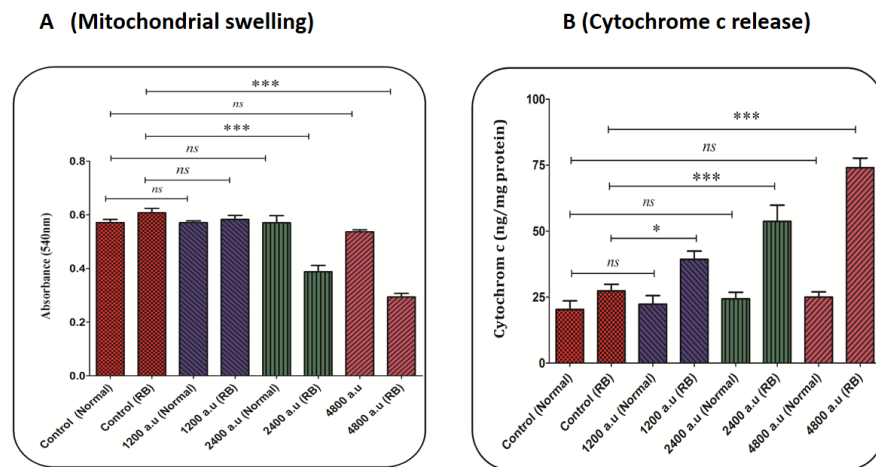 A (Mitochondrial swelling)
B (Cytochrome c release)
***
ns
***
ns
ns
ns
0.8
0.6
0.4
0.2
0.0
Absorbance (540nm)
Control (Normal)
Control (RB)
1200 a.u (Normal)
1200 a.u (RB)
2400 a.u (Normal)
2400 a.u (RB)
4800 a.u
4800 a.u (RB)
***
ns
***
ns
*
ns
100
75
50
25
0
Cytochrom c (ng/mg protein)
Control (Normal)
Control (RB)
1200 a.u (Normal)
1200 a.u (RB)
2400 a.u (Normal)
2400 a.u (RB)
4800 a.u (Normal)
4800 a.u (RB)